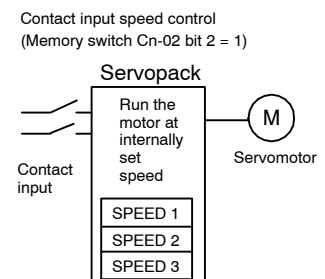 Contact input speed control
(Memory switch Cn-02 bit 2 = 1)
Servopack
Run the
motor at
internally
set
speed
M
Servomotor
Contact
input
SPEED 1
SPEED 2
SPEED 3